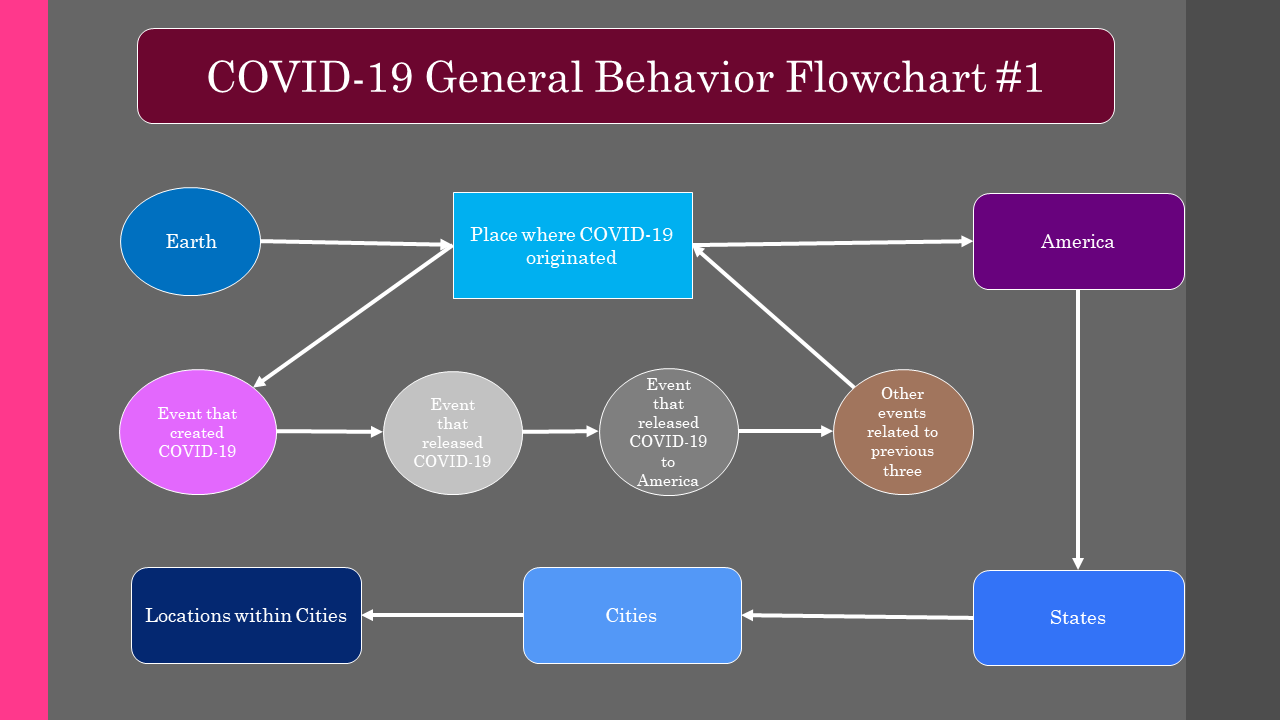 COVID-19 General Behavior Flowchart #1
Earth
Place where COVID-19
originated
America
Event that
created
COVID-19
Event
that
released
COVID-19
Event
that
released
COVID-19
to
America
Other
events
related to
previous
three
Locations within Cities
Cities
States